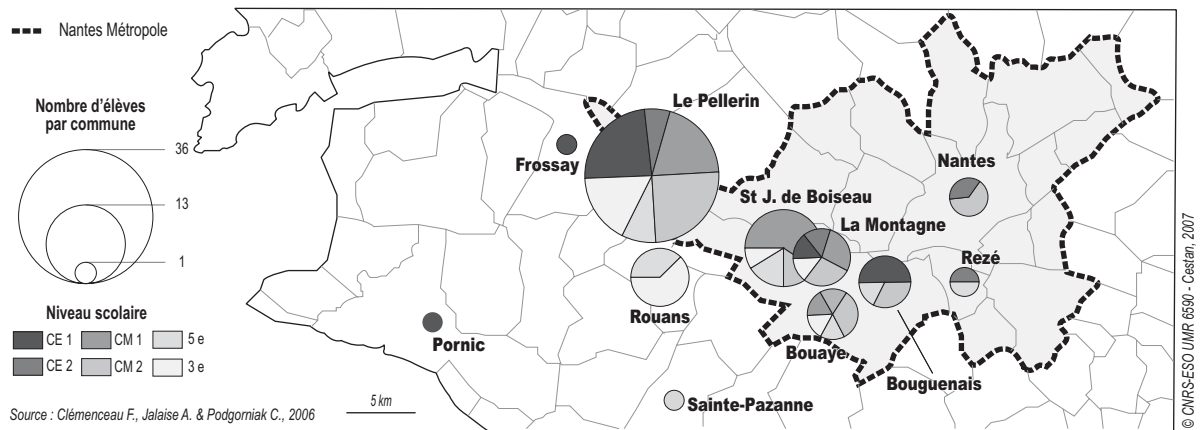 Nantes Métropole
Nombre d'élèves
par commune
36
13
1
Niveau scolaire
CE 1
CM 1
5 e
CE 2
CM 2
3 e
Source : Clémenceau F., Jalaise A. & Podgorniak C., 2006
5 km
Le Pellerin
Frossay
Nantes
St J. de Boiseau
La Montagne
Rezé
Rouans
Pornic
Bouaye
Bouguenais
Sainte-Pazanne
© CNRS-ESO UMR 6590 - Cestan, 2007